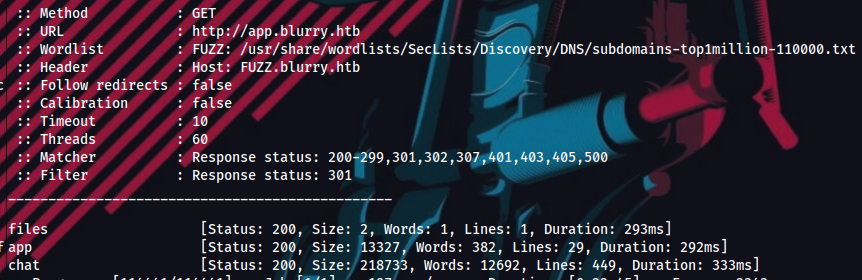 :: Method : GET
:: URL : http://app.blurry.htb
:: Wordlist : FUZZ: /usr/share/wordlists/SecLists/Discovery/DNS/subdomains-top1million-110000.txt
:: Header : Host: FUZZ.blurry.htb
:: Follow redirects : false
:: Calibration : false
:: Timeout : 10
:: Threads : 60
:: Matcher : Response status: 200-299,301,302,307,401,403,405,500
:: Filter : Response status: 301
________________________________________________
files [Status: 200, Size: 2, Words: 1, Lines: 1, Duration: 293ms]
app [Status: 200, Size: 13327, Words: 382, Lines: 29, Duration: 292ms]
chat [Status: 200, Size: 218733, Words: 12692, Lines: 449, Duration: 333ms]